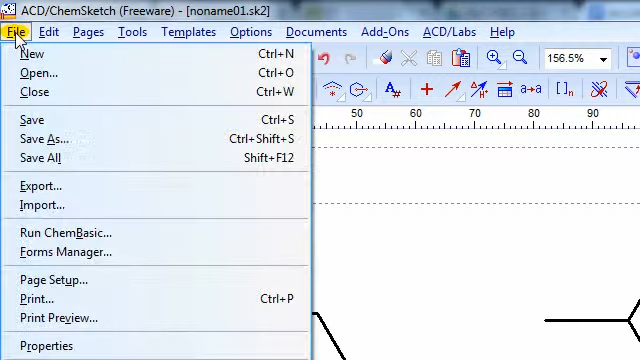 ACD/ChemSketch (Freeware) - [noname01.sk2]
File Edit Pages Tools Templates Options Documents Add-Ons ACD/Labs Help
New Ctrl+N
Open... Ctrl+O
Close Ctrl+W
156.5%
Save Ctrl+S
Save As... Ctrl+Shift+S
Save All Shift+F12
50 60 70 80 90
Export...
Import...
Run ChemBasic...
Forms Manager...
Page Setup...
Print... Ctrl+P
Print Preview...
Properties